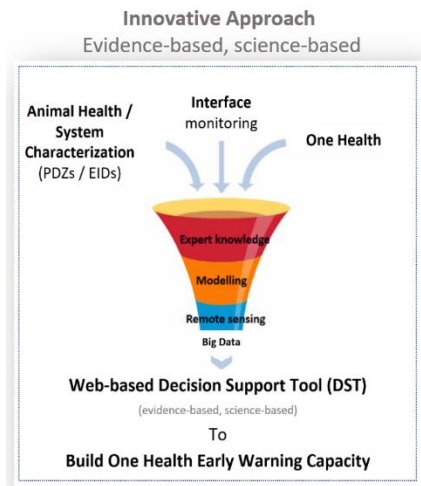 Innovative Approach
Evidence-based, science-based
Animal Health /
System
Characterization
(PDZs / EIDs)
Interface
monitoring
One Health
Expert knowledge
Modelling
Remote sensing
Big Data
Web-based Decision Support Tool (DST)
(evidence-based, science-based)
To
Build One Health Early Warning Capacity